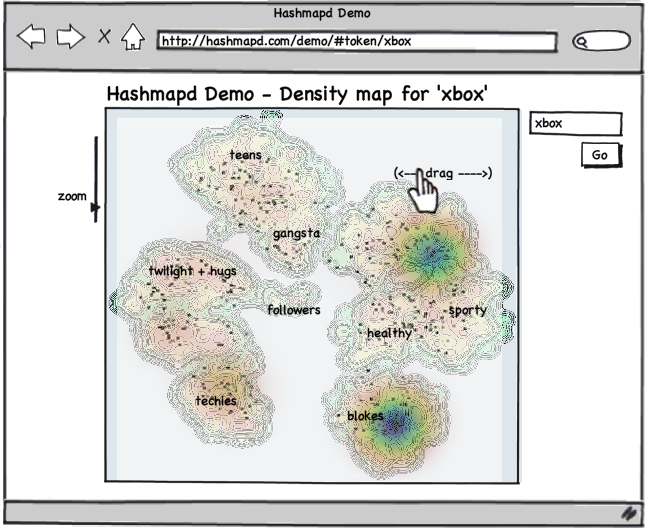 Hashmapd Demo
http://hashmapd.com/demo/#token/xbox
Hashmapd Demo - Density map for 'xbox'
xbox
Go
teens
(<--- drag ---->)
zoom
gangsta
twilight + hugs
followers
sporty
healthy
techies
blokes